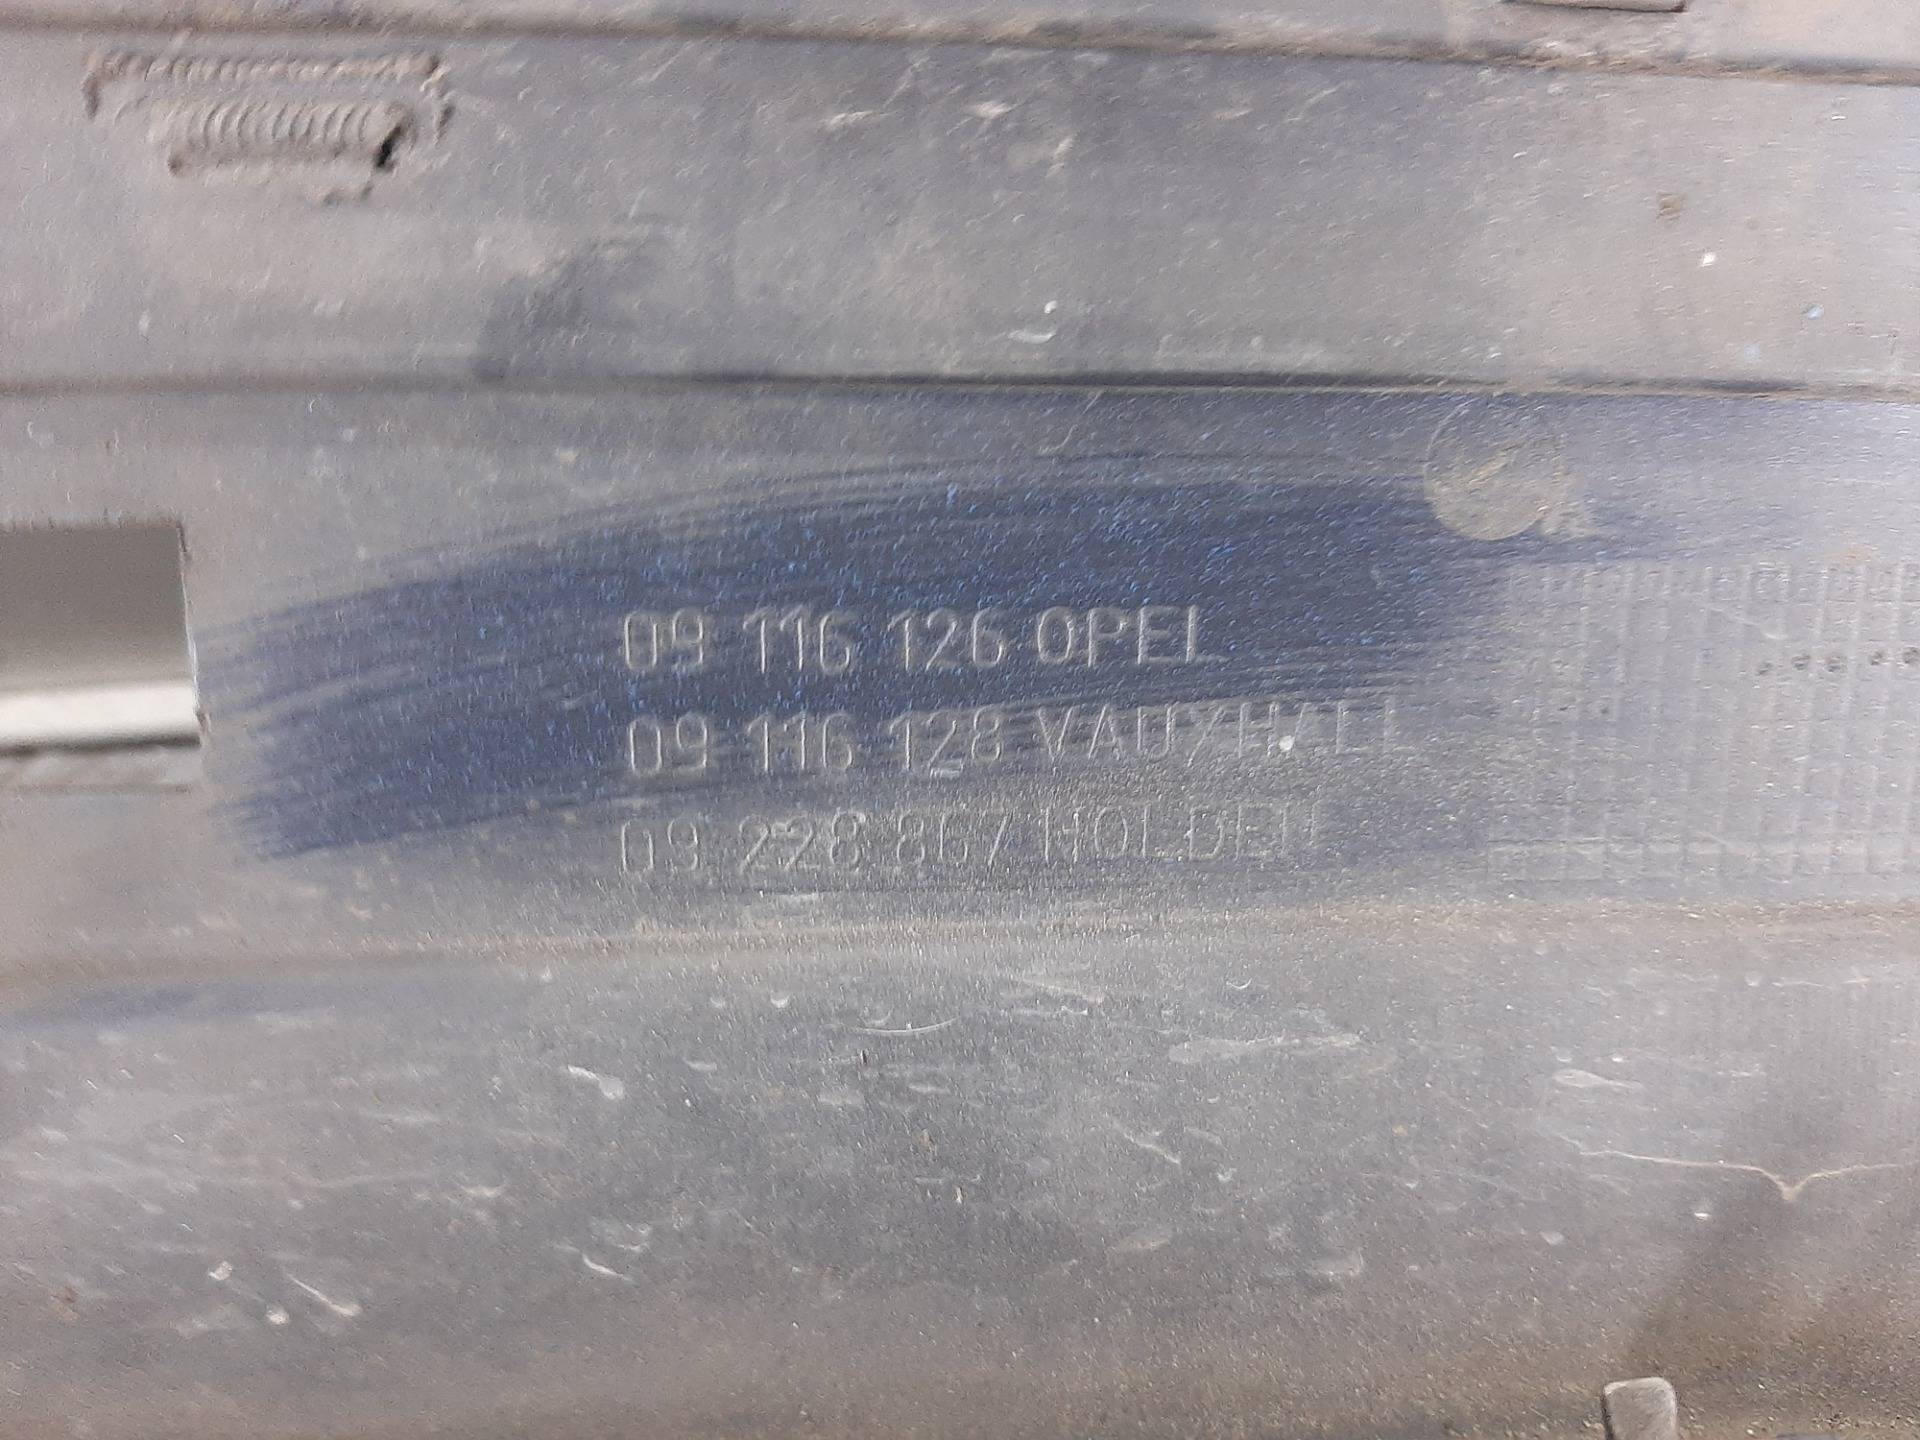 09 116 126 OPEL
09 116 128 VAUXHALL
09 228 867 HOLDEN